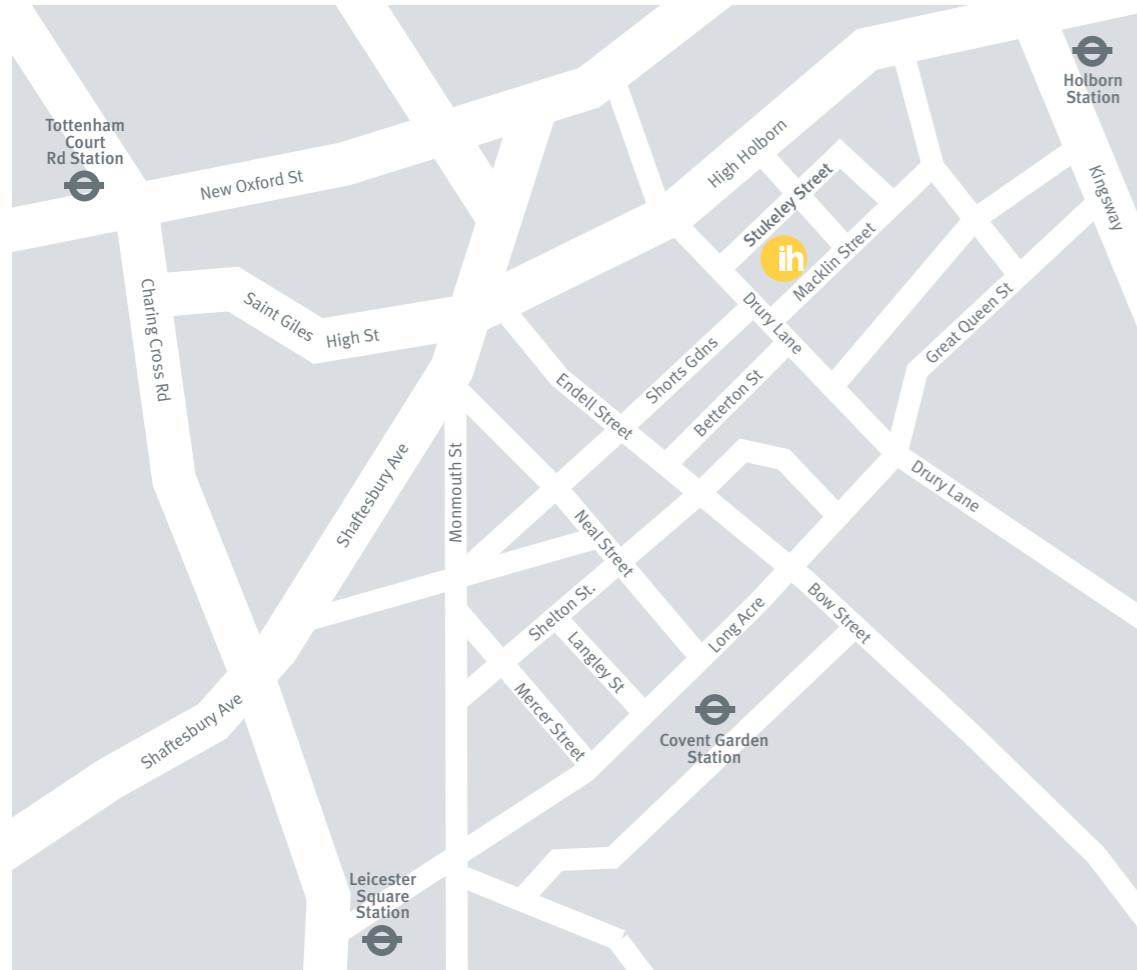 Holborn
Station
Tottenham
Court
Rd Station
High Holborn
New Oxford St
Kingsway
Stukeley Street
ih
Macklin Street
Charing Cross Rd
Saint Giles
High St
Drury Lane
Great Queen St
Shorts Gdns
Endell Street
Betterton St
Shaftesbury Ave
Monmouth St
Drury Lane
Neal Street
Shelton St.
Long Acre
Bow Street
Langley St
Mercer Street
Shaftesbury Ave
Covent Garden
Station
Leicester
Square
Station